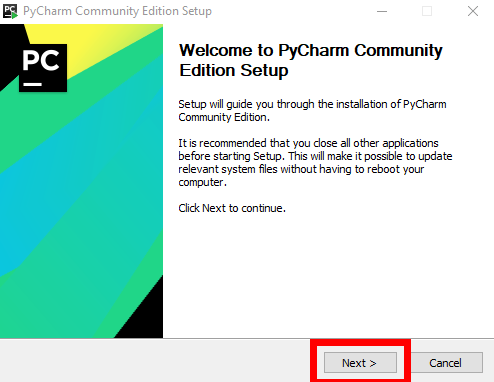 PC PyCharm Community Edition Setup
PC
Welcome to PyCharm Community
Edition Setup
Setup will guide you through the installation of PyCharm
Community Edition.
It is recommended that you close all other applications
before starting Setup. This will make it possible to update
relevant system files without having to reboot your
computer.
Click Next to continue.
Next >
Cancel